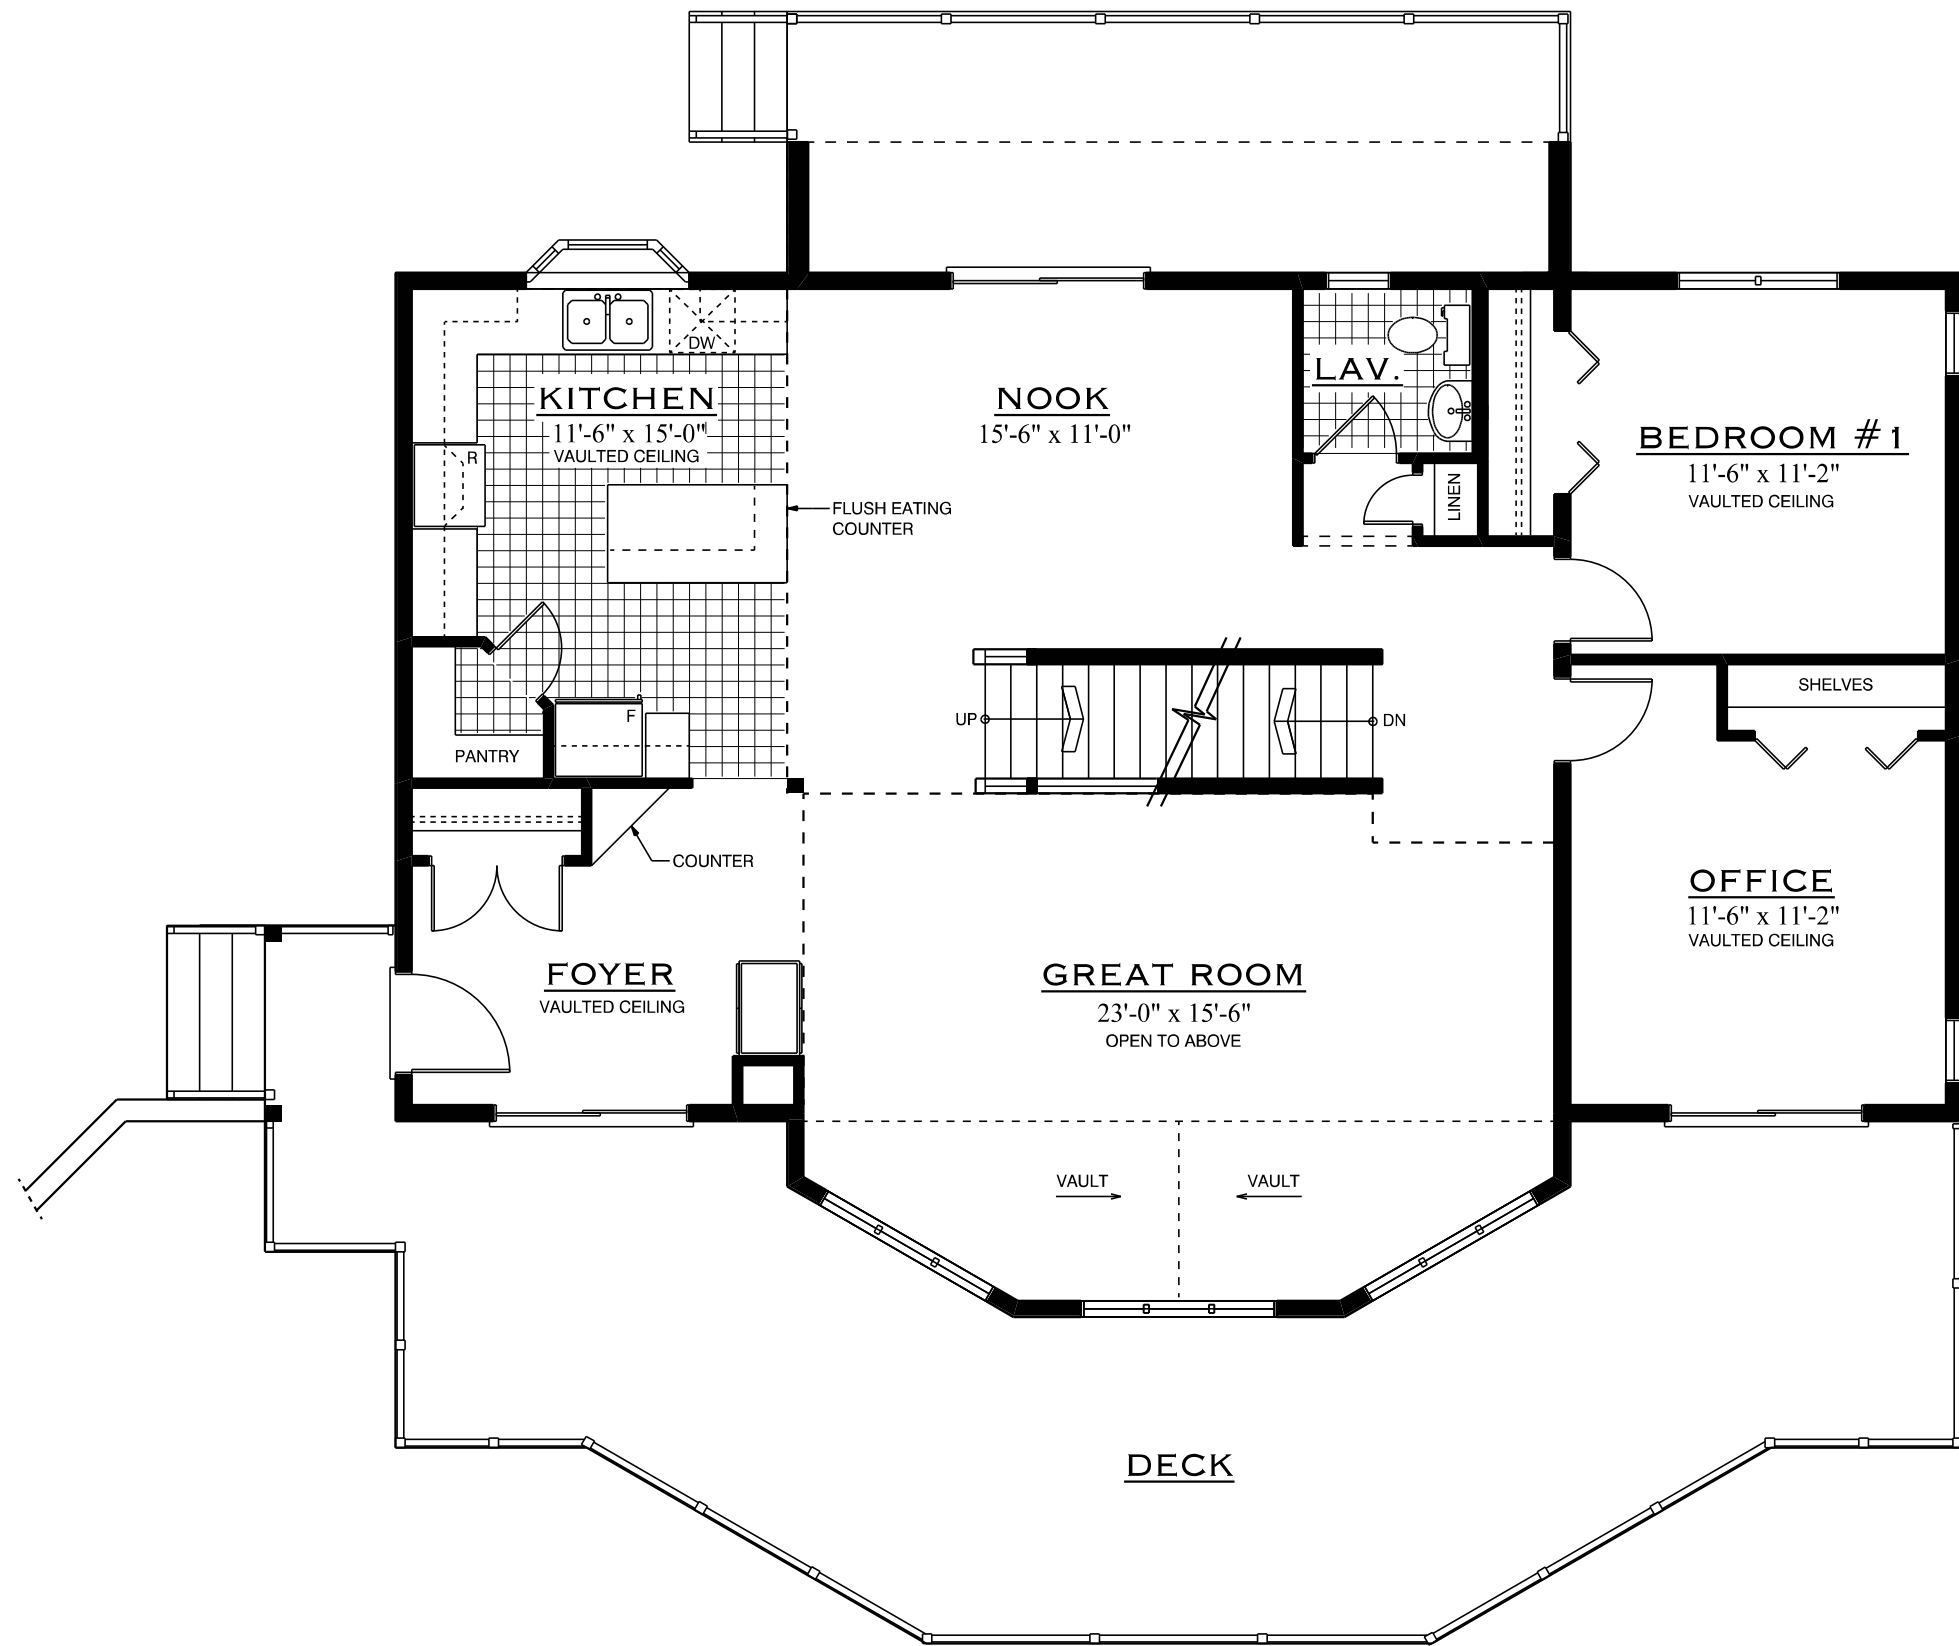 DW
KITCHEN
11'-6" x 15'-0"
VAULTED CEILING
R
FLUSH EATING
COUNTER
NOOK
15'-6" x 11'-0"
LAV.
LINEN
BEDROOM #1
11'-6" x 11'-2"
VAULTED CEILING
SHELVES
F
PANTRY
UP
DN
COUNTER
OFFICE
11'-6" x 11'-2"
VAULTED CEILING
FOYER
VAULTED CEILING
GREAT ROOM
23'-0" x 15'-6"
OPEN TO ABOVE
VAULT
VAULT
DECK